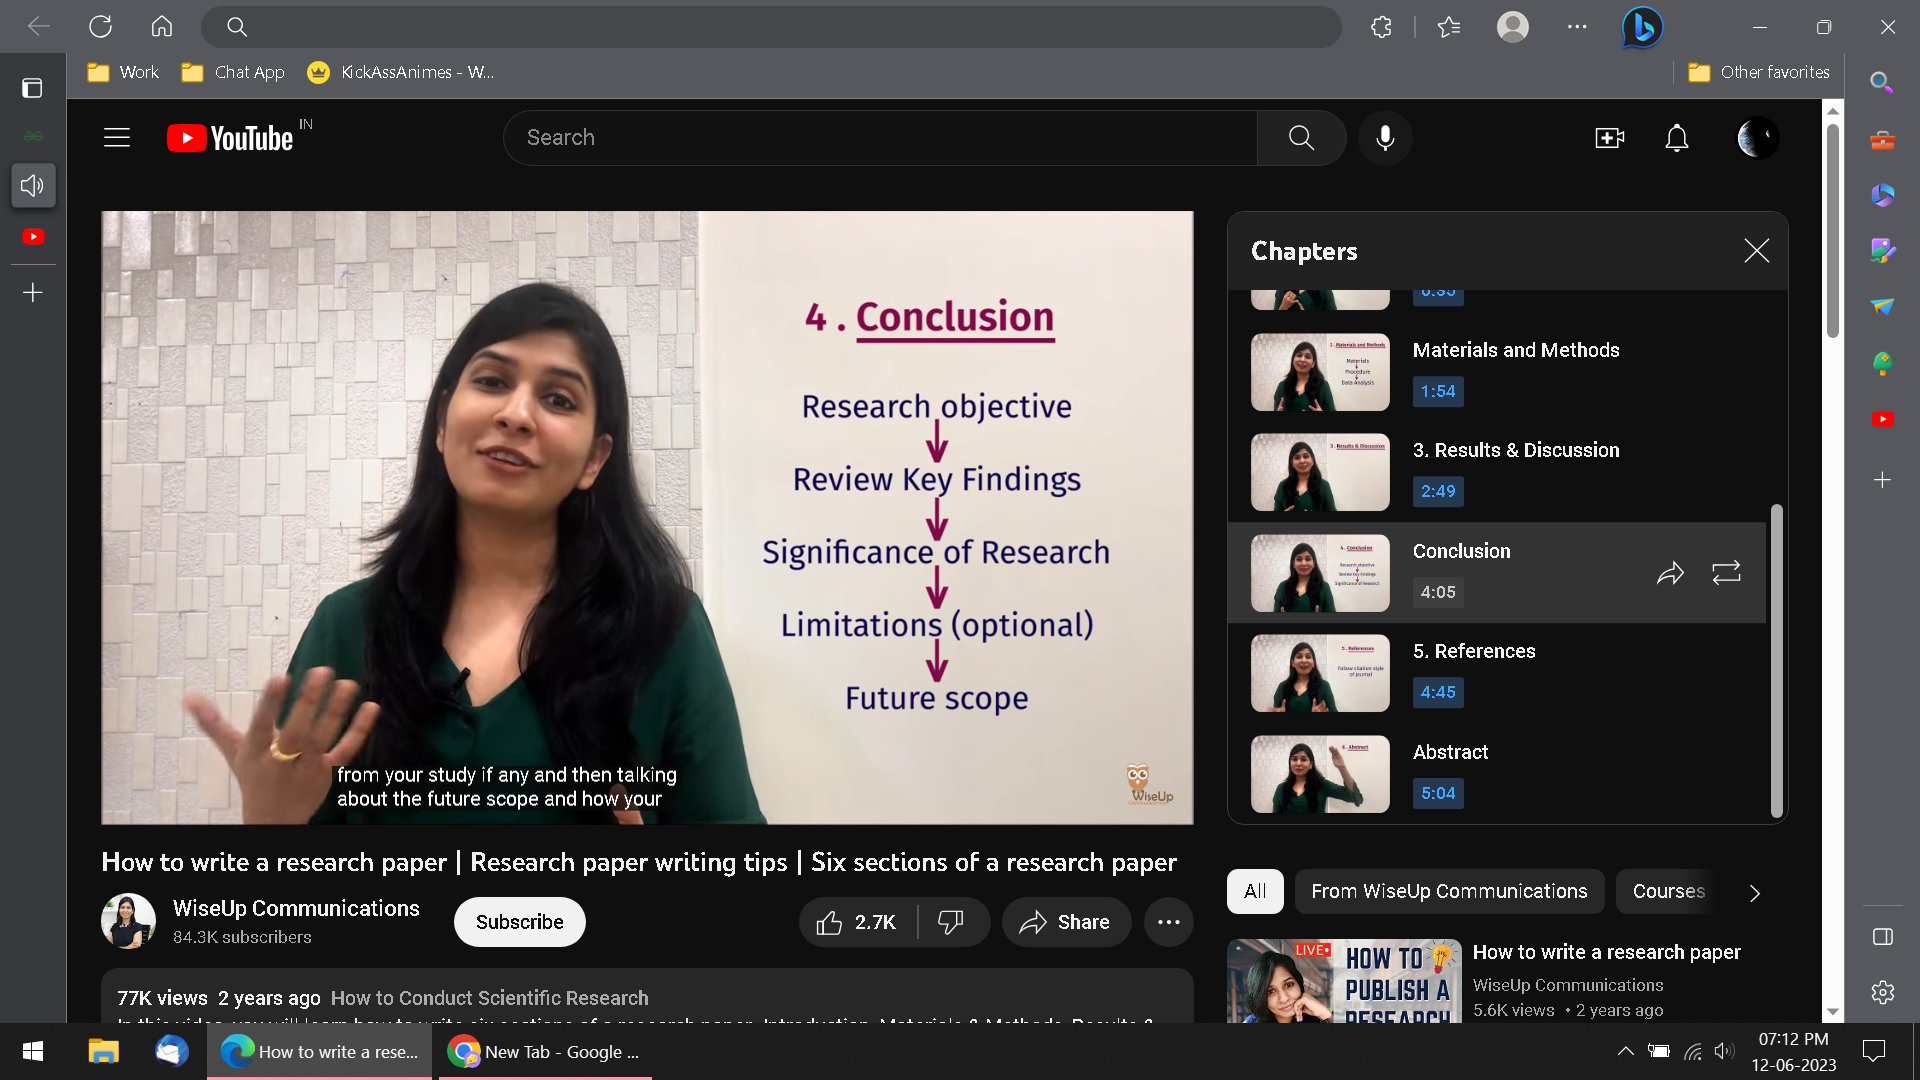 Work
Chat App
KickAssAnimes - W...
Other favorites
YouTube IN
Search
4 . Conclusion
Research objective
Review Key Findings
Significance of Research
Limitations (optional)
Future scope
from your study if any and then talking
about the future scope and how your
WiseUp
Chapters
Materials and Methods
1:54
3. Results & Discussion
2:49
Conclusion
4:05
5. References
4:45
Abstract
5:04
How to write a research paper | Research paper writing tips | Six sections of a research paper
WiseUp Communications
84.3K subscribers
Subscribe
2.7K
Share
All
From WiseUp Communications
Courses
77K views 2 years ago How to Conduct Scientific Research
LIVE
HOW TO
PUBLISH A
RESEARCH
How to write a research paper
WiseUp Communications
5.6K views • 2 years ago
How to write a rese...
New Tab - Google ...
07:12 PM
12-06-2023